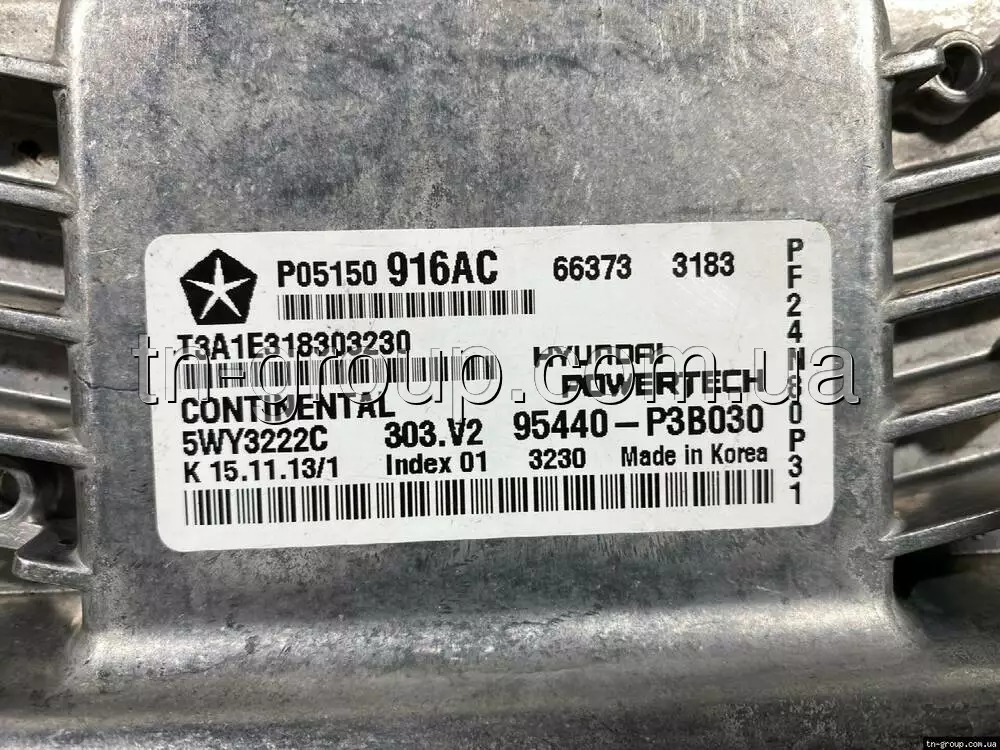 P05150 916AC 66373 3183
T3A1E318303230
HYUNDAI
POWERTECH
CONTINENTAL
5WY3222C 303.V2 95440-P3B030
K 15.11.13/1 Index 01 3230 Made in Korea
PF24N30P31
tn-group.com.ua
tn-group.com.ua